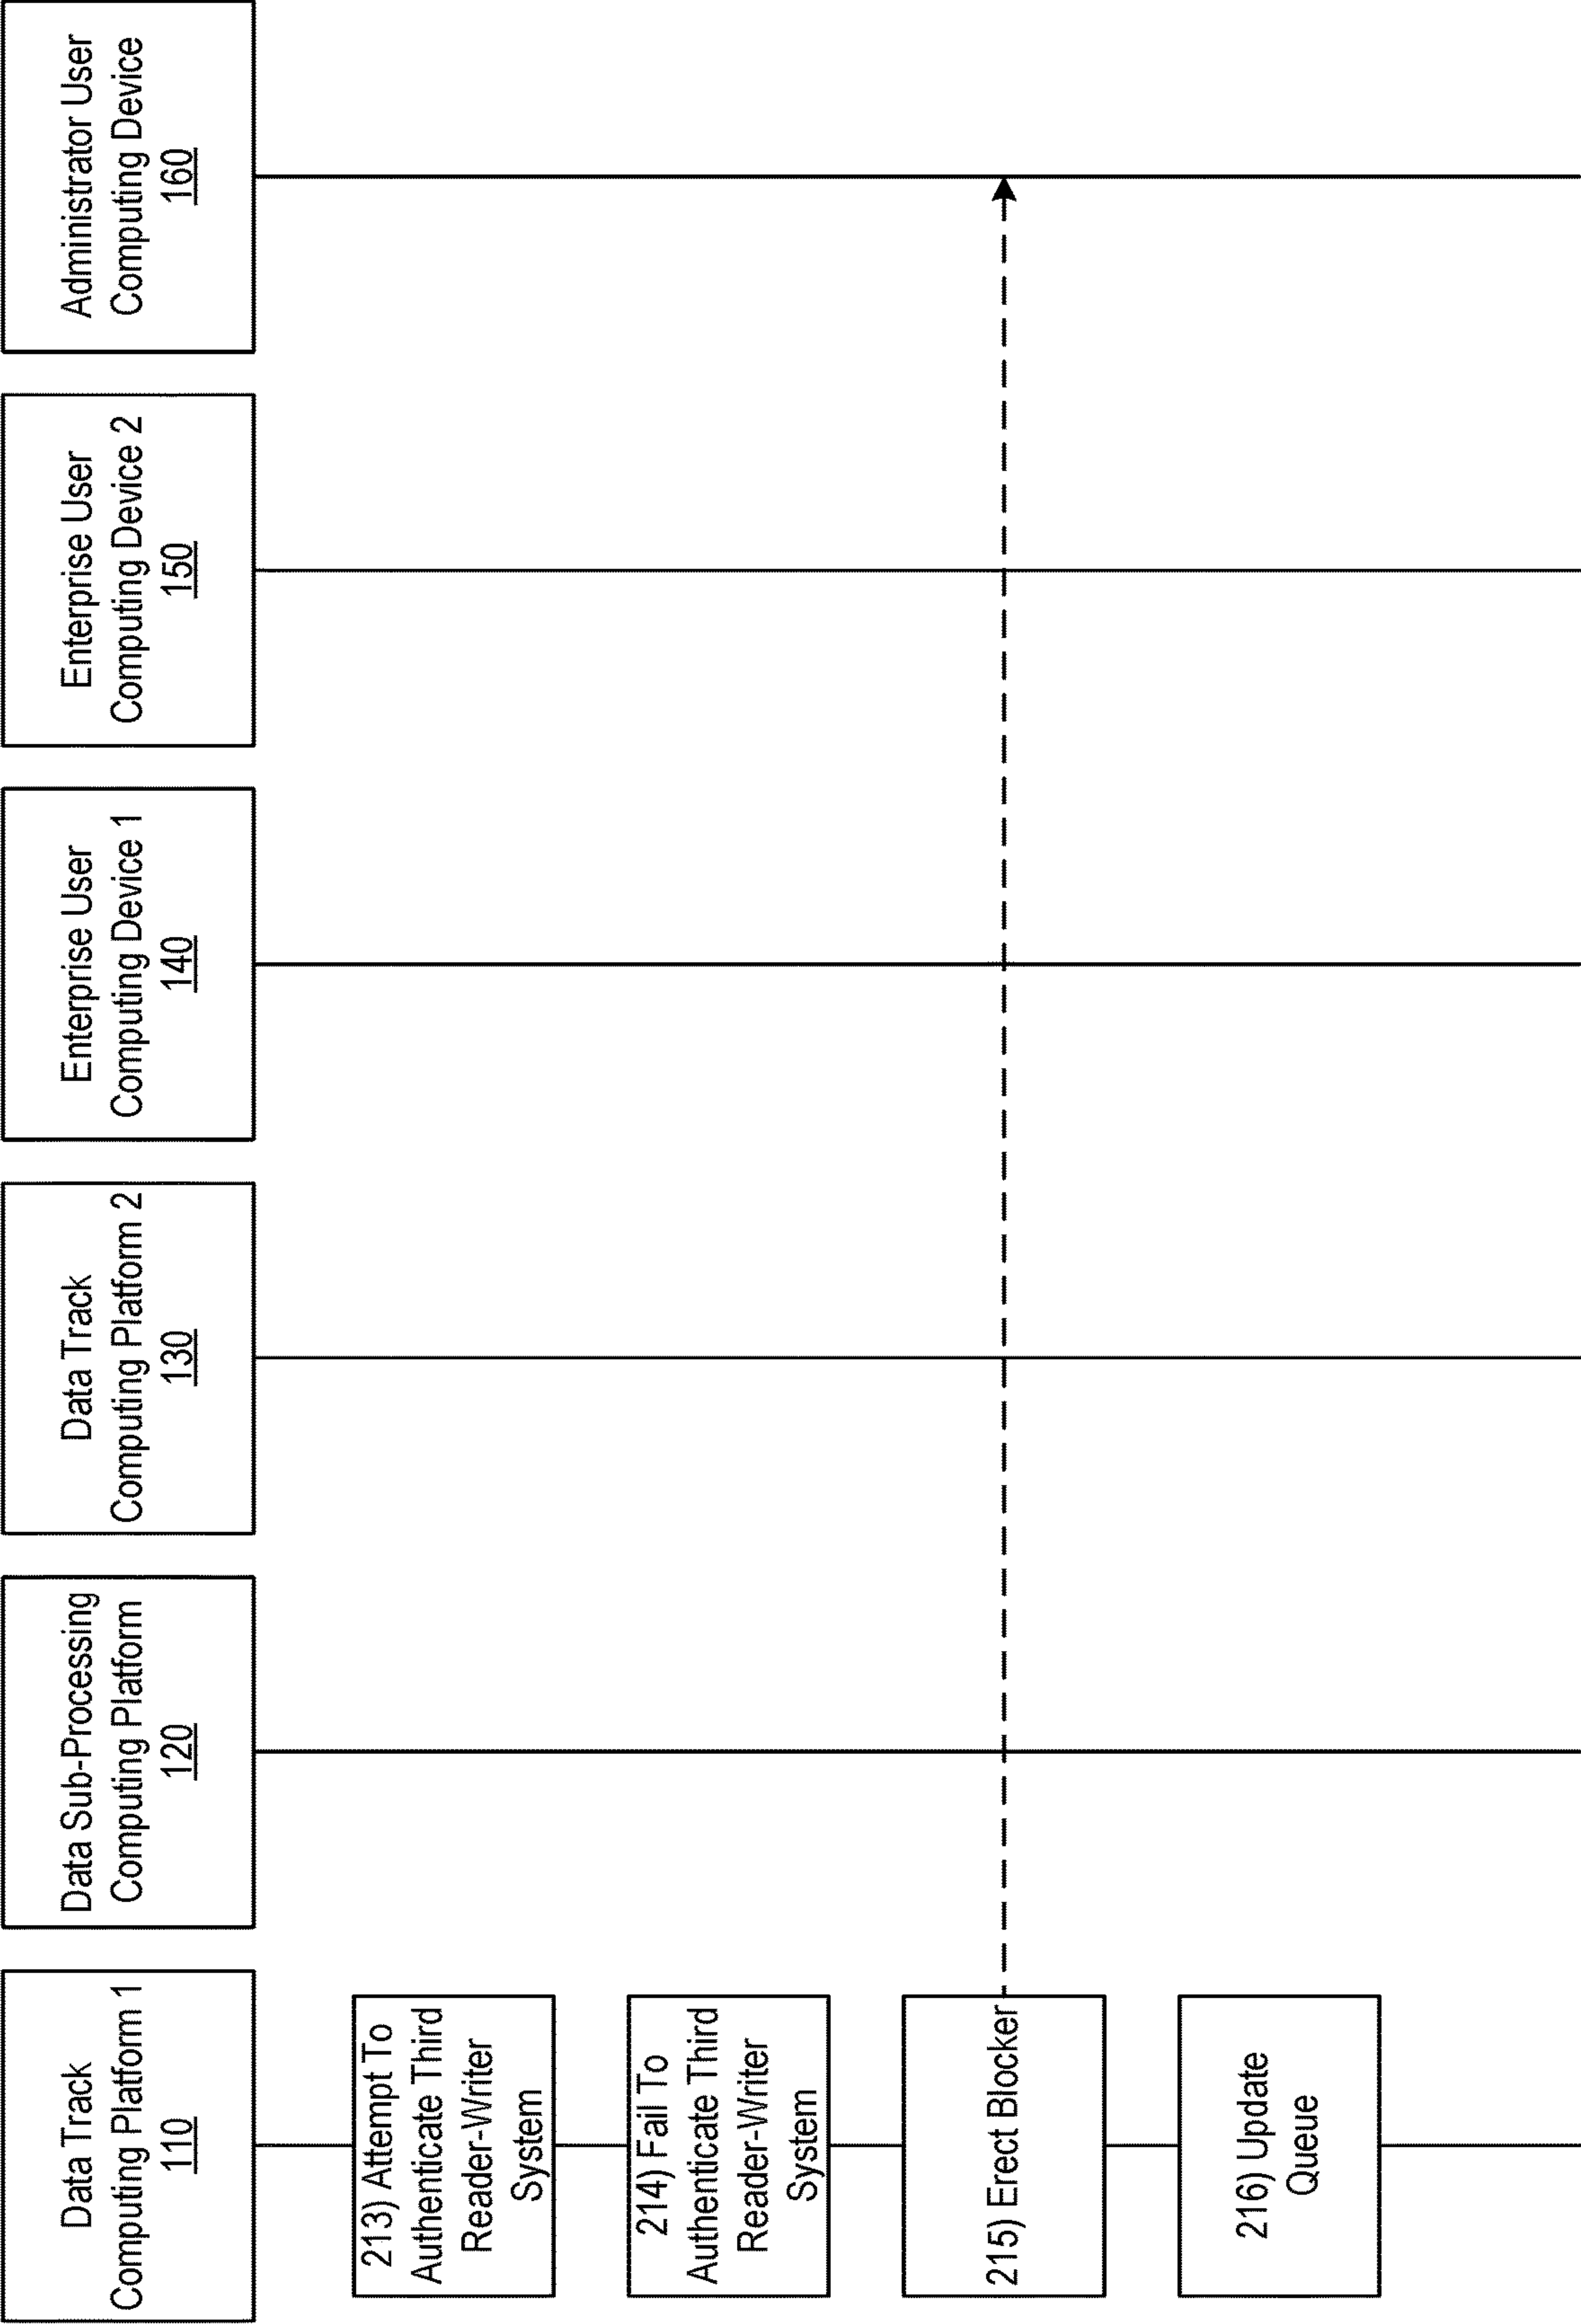 Data Track
Computing Platform 1
110
Data Sub-Processing
Computing Platform
120
Data Track
Computing Platform 2
130
Enterprise User
Computing Device 1
140
Enterprise User
Computing Device 2
150
Administrator User
Computing Device
160
213) Attempt To
Authenticate Third
Reader-Writer
System
214) Fail To
Authenticate Third
Reader-Writer
System
215) Erect Blocker
216) Update
Queue